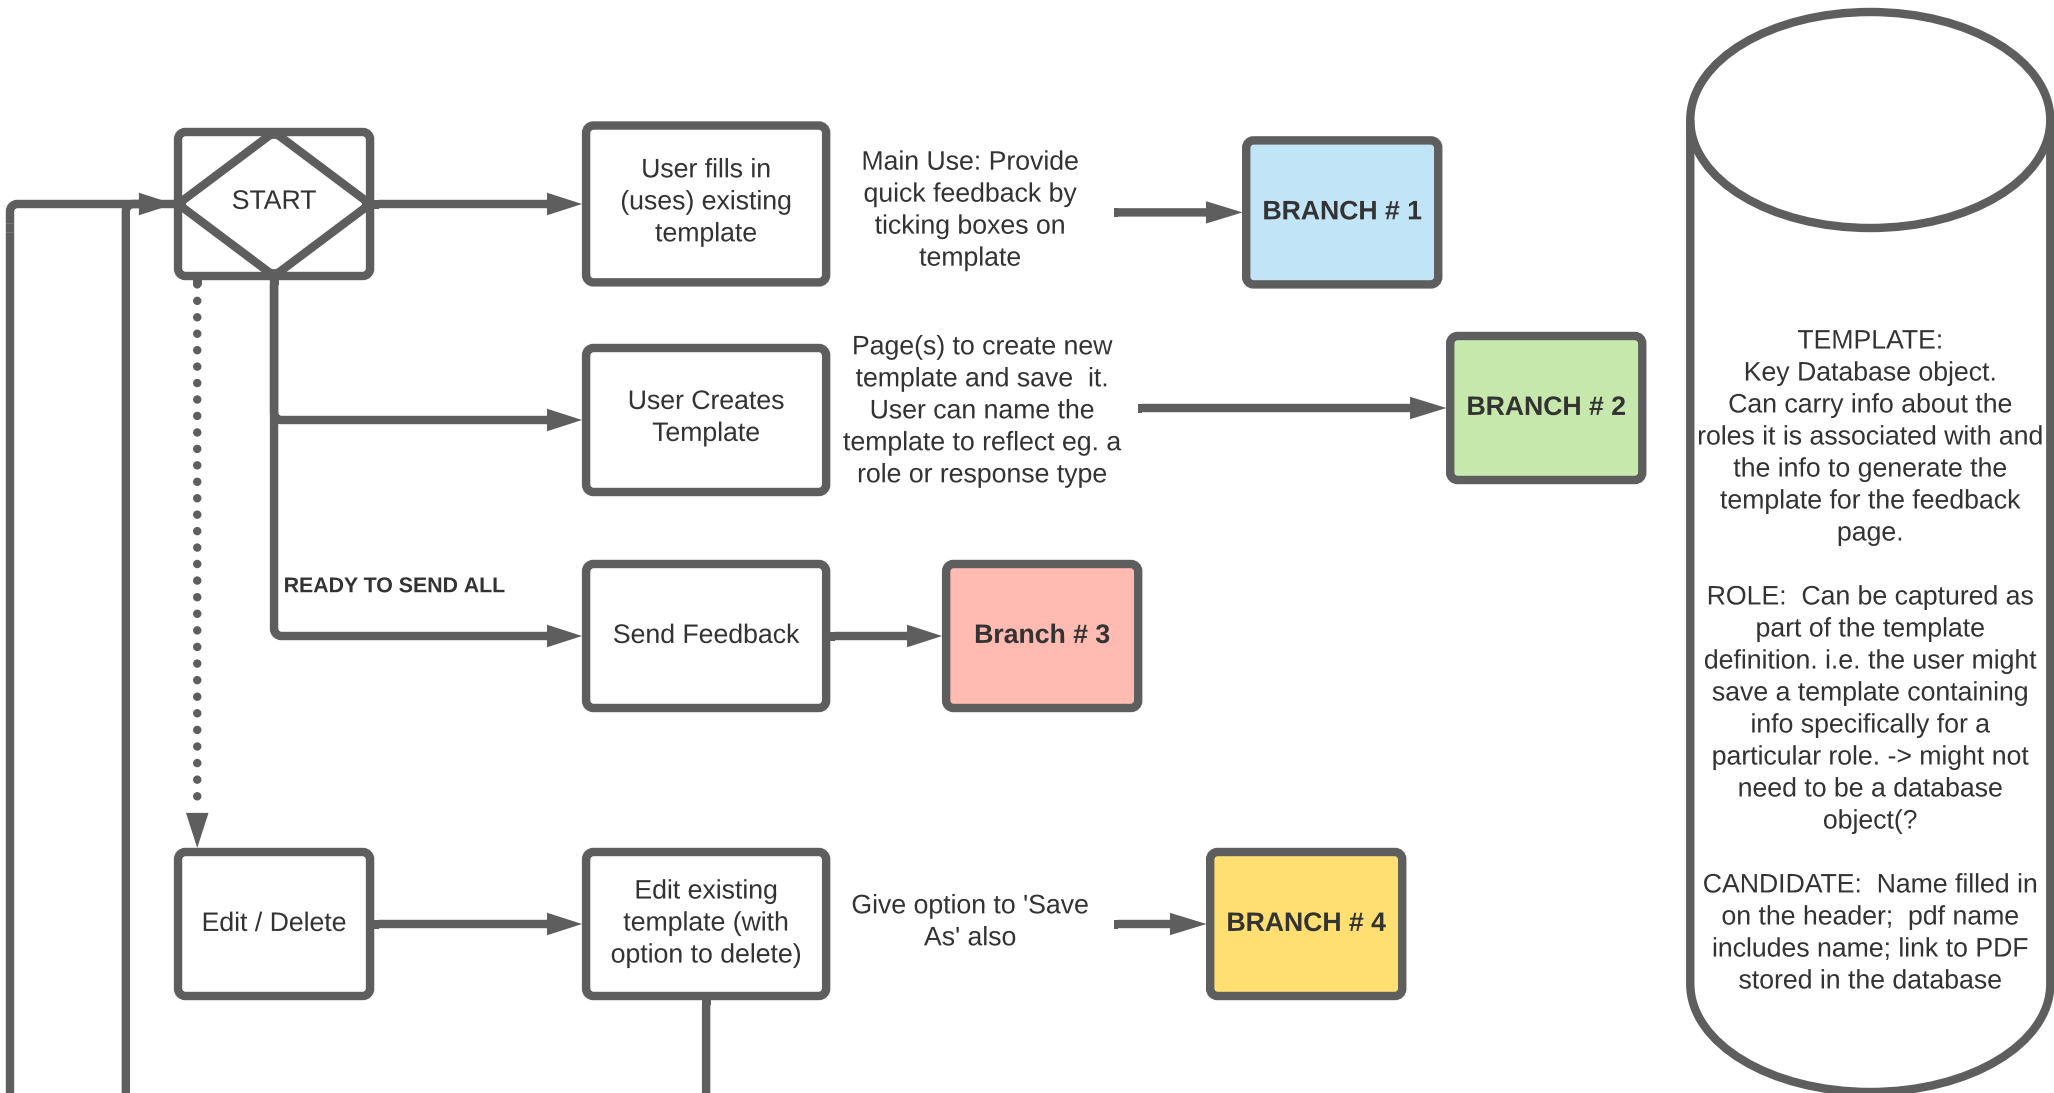 START
User fills in
(uses) existing
template
Main Use: Provide
quick feedback by
ticking boxes on
template
BRANCH # 1
User Creates
Template
Page(s) to create new
template and save  it.
User can name the
template to reflect eg. a
role or response type
BRANCH # 2
READY TO SEND ALL
Send Feedback
Branch # 3
Edit / Delete
Edit existing
template (with
option to delete)
Give option to 'Save
As' also
BRANCH # 4
TEMPLATE:
Key Database object.
Can carry info about the
roles it is associated with and
the info to generate the
template for the feedback
page.
ROLE:  Can be captured as
part of the template
definition. i.e. the user might
save a template containing
info specifically for a
particular role. -> might not
need to be a database
object(?
CANDIDATE:  Name filled in
on the header;  pdf name
includes name; link to PDF
stored in the database